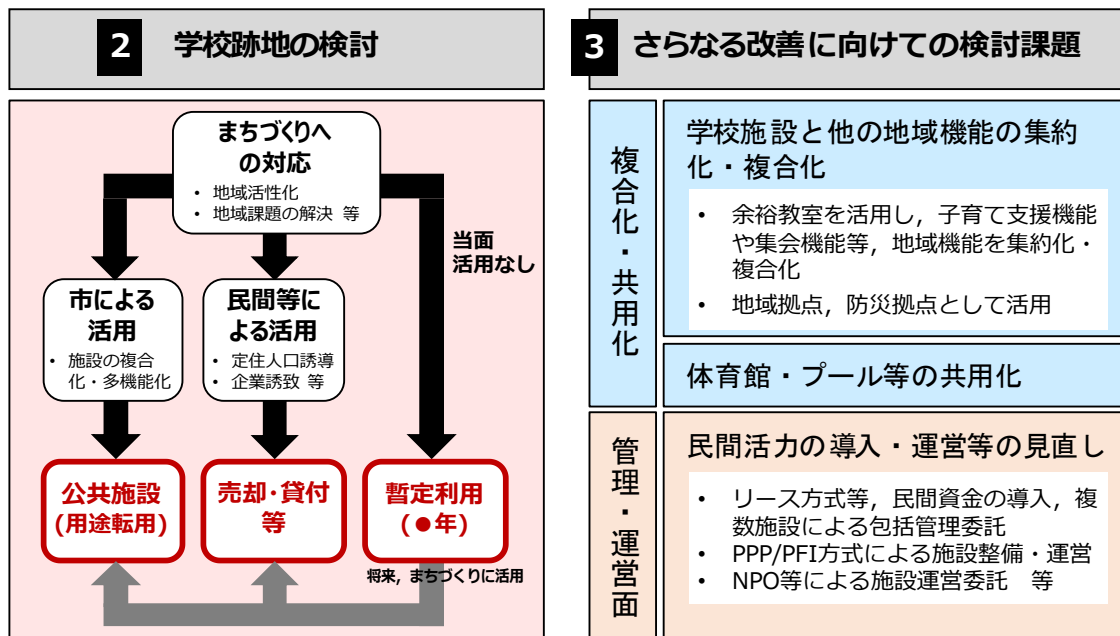 2 学校跡地の検討
まちづくりへ
の対応
• 地域活性化
• 地域課題の解決 等
当面
活用なし
市による
活用
• 施設の複合
化・多機能化
民間等に
よる活用
• 定住人口誘導
• 企業誘致 等
公共施設
(用途転用)
売却・貸付
等
暫定利用
(●年)
将来，まちづくりに活用
3 さらなる改善に向けての検討課題
複合化・共用化
学校施設と他の地域機能の集約
化・複合化
• 余裕教室を活用し，子育て支援機能
や集会機能等，地域機能を集約化・
複合化
• 地域拠点，防災拠点として活用
体育館・プール等の共用化
管理・運営面
民間活力の導入・運営等の見直し
• リース方式等，民間資金の導入，複
数施設による包括管理委託
• PPP/PFI方式による施設整備・運営
• NPO等による施設運営委託　等